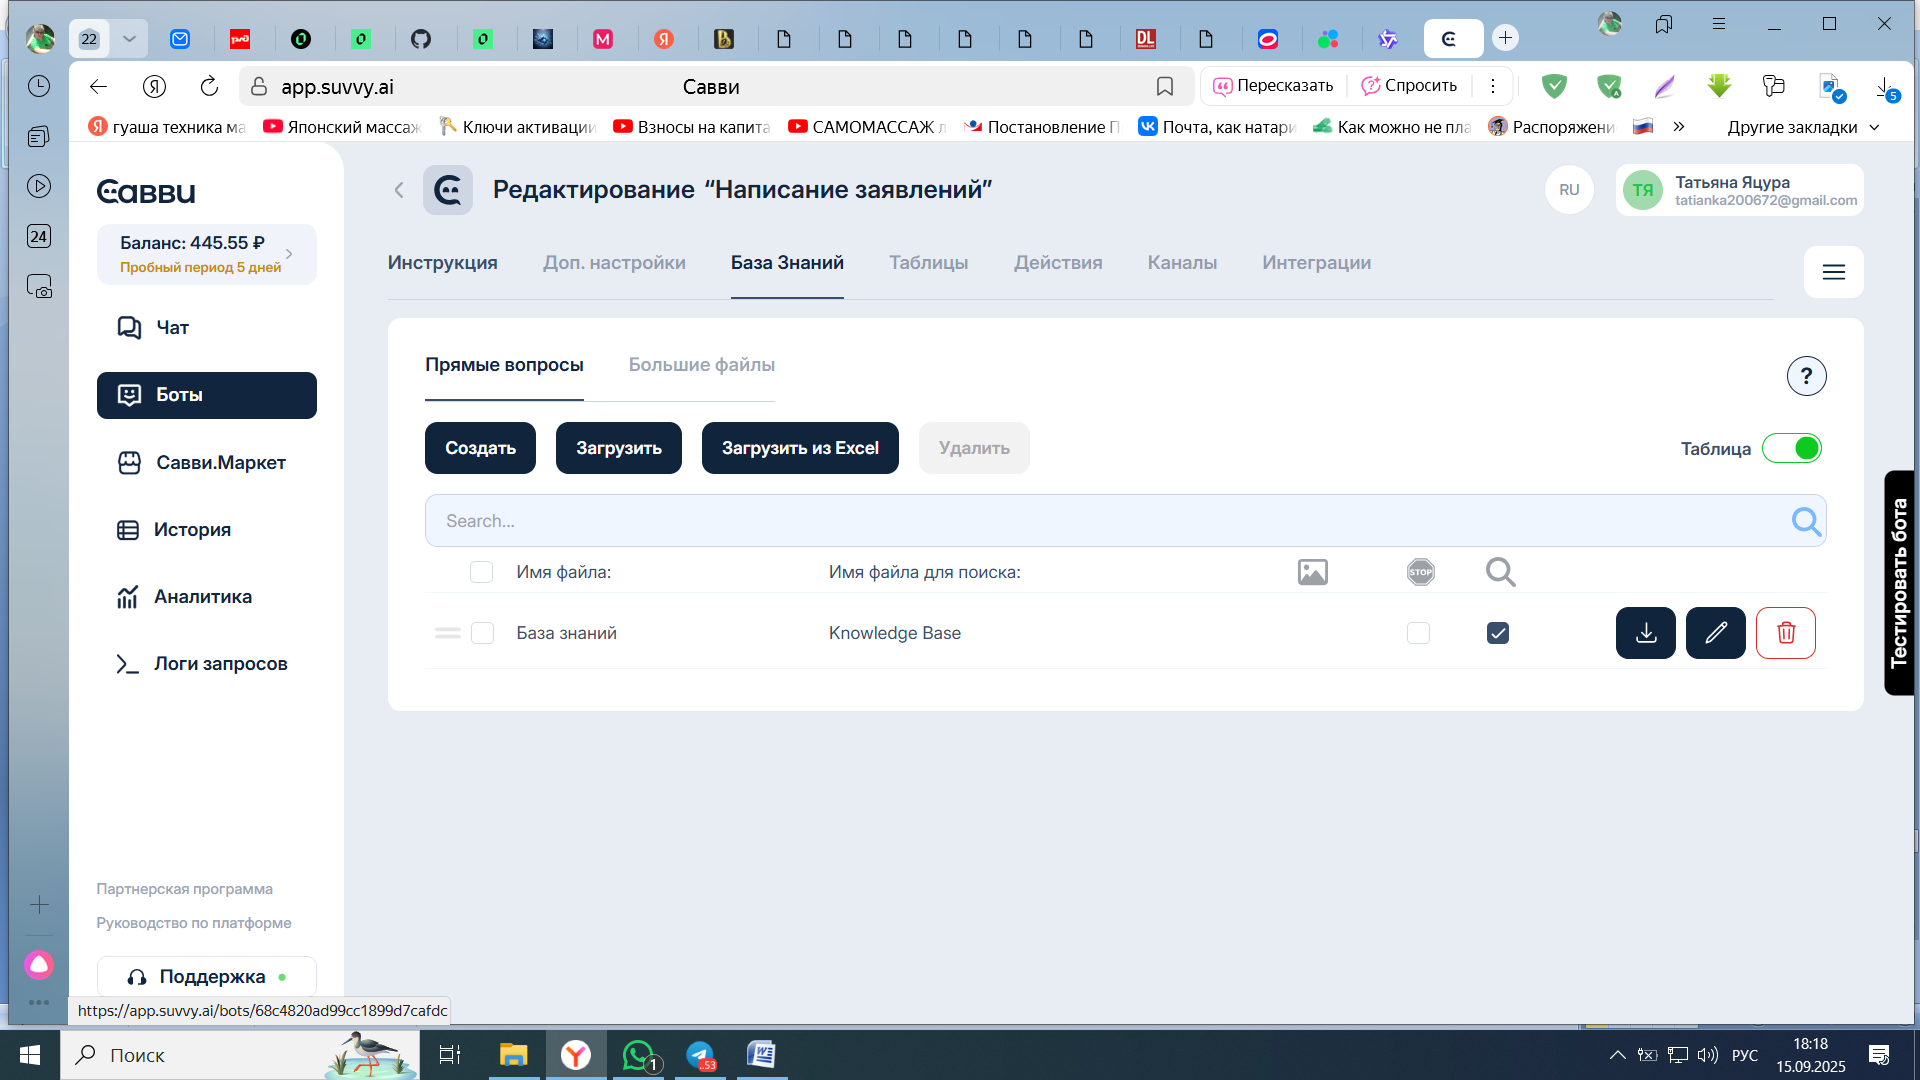 22
app.suvvy.ai
Савви
Пересказать
Спросить
5
гуаша техника ма
Японский массаж
Ключи активации
Взносы на капита
САМОМАССАЖ л
Постановление П
Почта, как натари
Как можно не пла
Распоряжени
Другие закладки
24
Савви
Баланс: 445.55 ₽
Пробный период 5 дней
Чат
Боты
Савви.Маркет
История
Аналитика
Логи запросов
Партнерская программа
Руководство по платформе
Поддержка
https://app.suvvy.ai/bots/68c4820ad99cc1899d7cafdc
Редактирование “Написание заявлений”
RU
ТЯ
Татьяна Яцура
tatianka200672@gmail.com
Инструкция
Доп. настройки
База Знаний
Таблицы
Действия
Каналы
Интеграции
Прямые вопросы
Большие файлы
?
Создать
Загрузить
Загрузить из Excel
Удалить
Таблица
Search...
Имя файла:
Имя файла для поиска:
STOP
База знаний
Knowledge Base
Тестировать бота
Поиск
1
53
РУС
18:18
15.09.2025